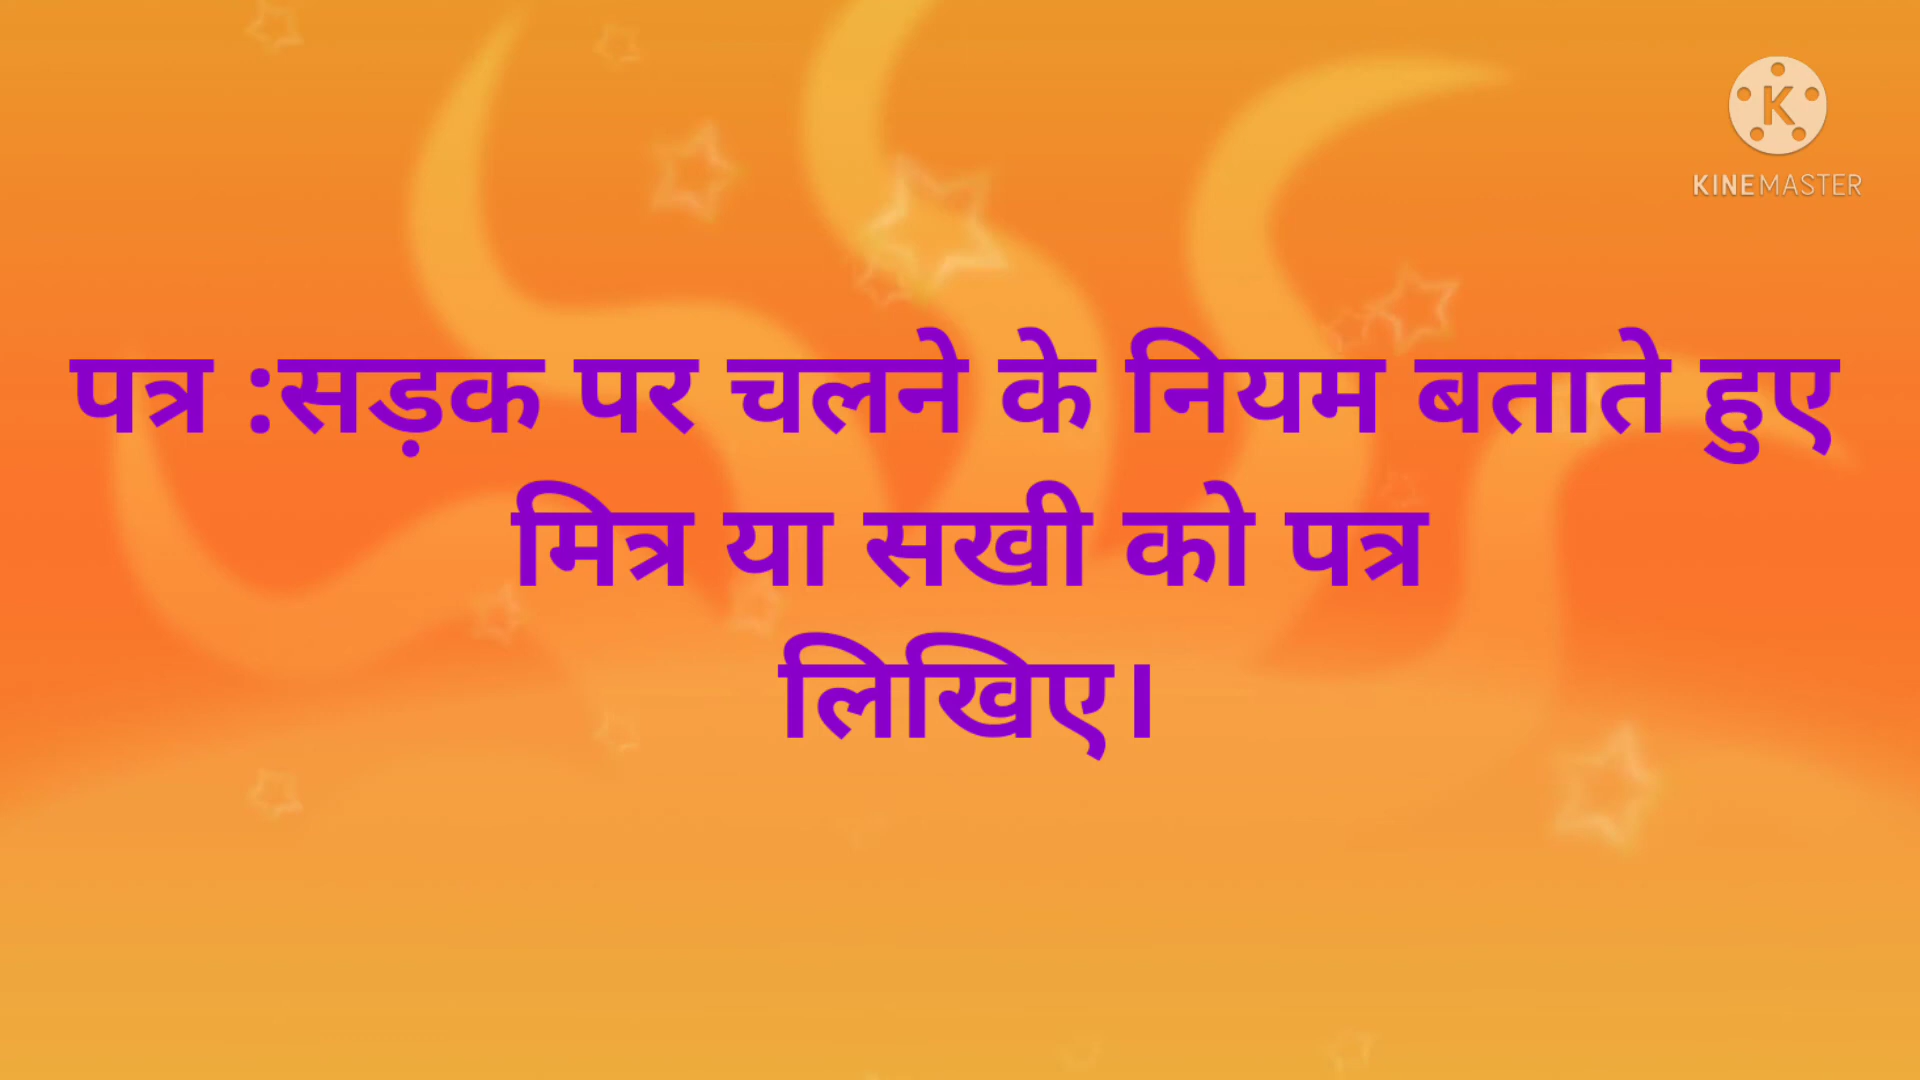 K
KINEMASTER
पत्र :सड़क पर चलने के नियम बताते हुए
मित्र या सखी को पत्र
लिखिए।